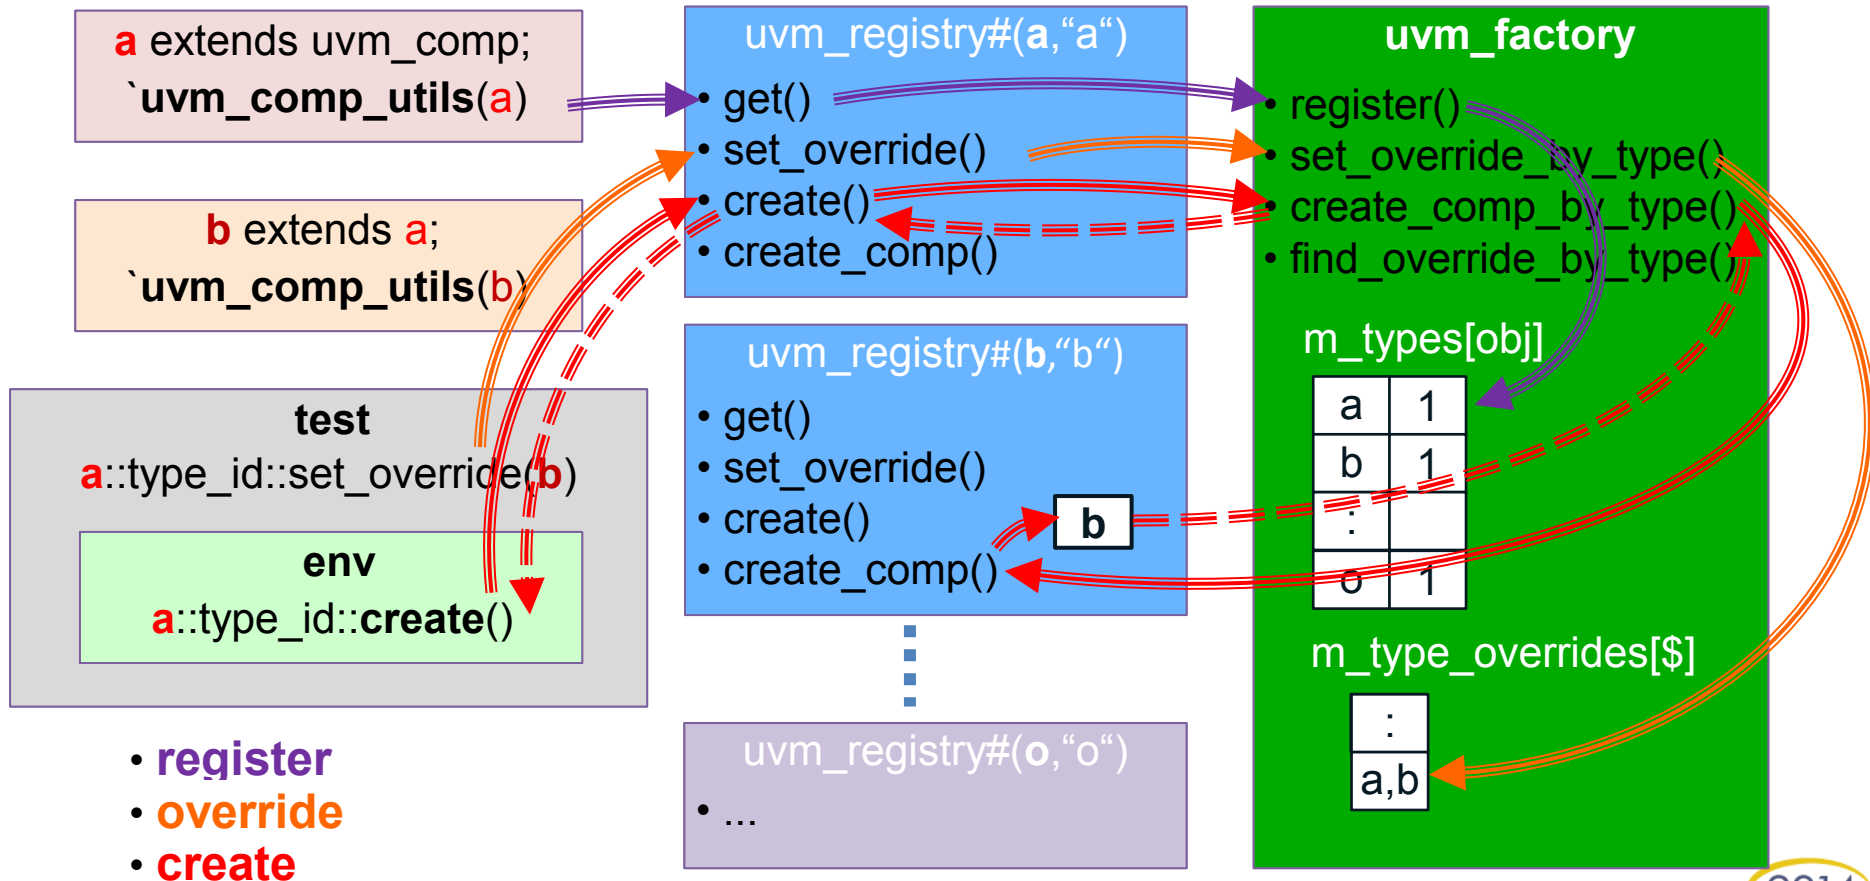 a extends uvm_comp;
`uvm_comp_utils(a)
b extends a;
`uvm_comp_utils(b)
test
a::type_id::set_override(b)
env
a::type_id::create()
• register
• override
• create
uvm_registry#(a,“a“)
• get()
• set_override()
• create()
• create_comp()
uvm_registry#(b,“b“)
• get()
• set_override()
• create()
• create_comp()
b
uvm_registry#(o,“o“)
• ...
uvm_factory
• register()
• set_override_by_type()
• create_comp_by_type()
• find_override_by_type()
m_types[obj]
a 1
b 1
:
o 1
m_type_overrides[$]
:
a,b